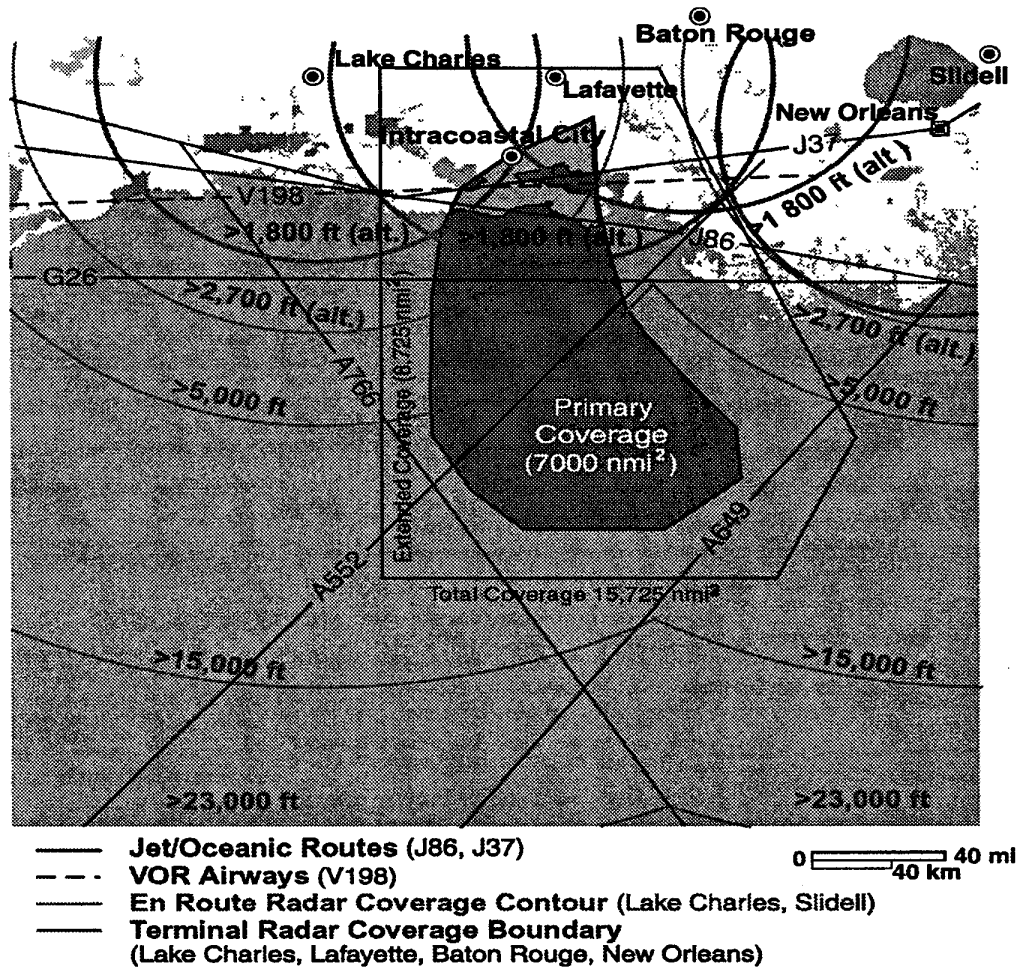 Baton Rouge
Lake Charles
Slidell
Lafayette
New Orleans
Intracoastal City
J37
V198
>1,800 ft (alt.)
>1,800 ft (alt.)
>1 800 ft (alt )
J86
G26
>2,700 ft (alt.)
>2,700 ft (alt.)
A766
>5,000 ft
>5,000 ft
Extended Coverage (8,725 nmi²)
Primary
Coverage
(7000 nmi²)
A649
A552
Total Coverage 15,725 nmi²
>15,000 ft
>15,000 ft
>23,000 ft
>23,000 ft
Jet/Oceanic Routes (J86, J37)
0 40 mi
VOR Airways (V198)
40 km
En Route Radar Coverage Contour (Lake Charles, Slidell)
Terminal Radar Coverage Boundary
(Lake Charles, Lafayette, Baton Rouge, New Orleans)